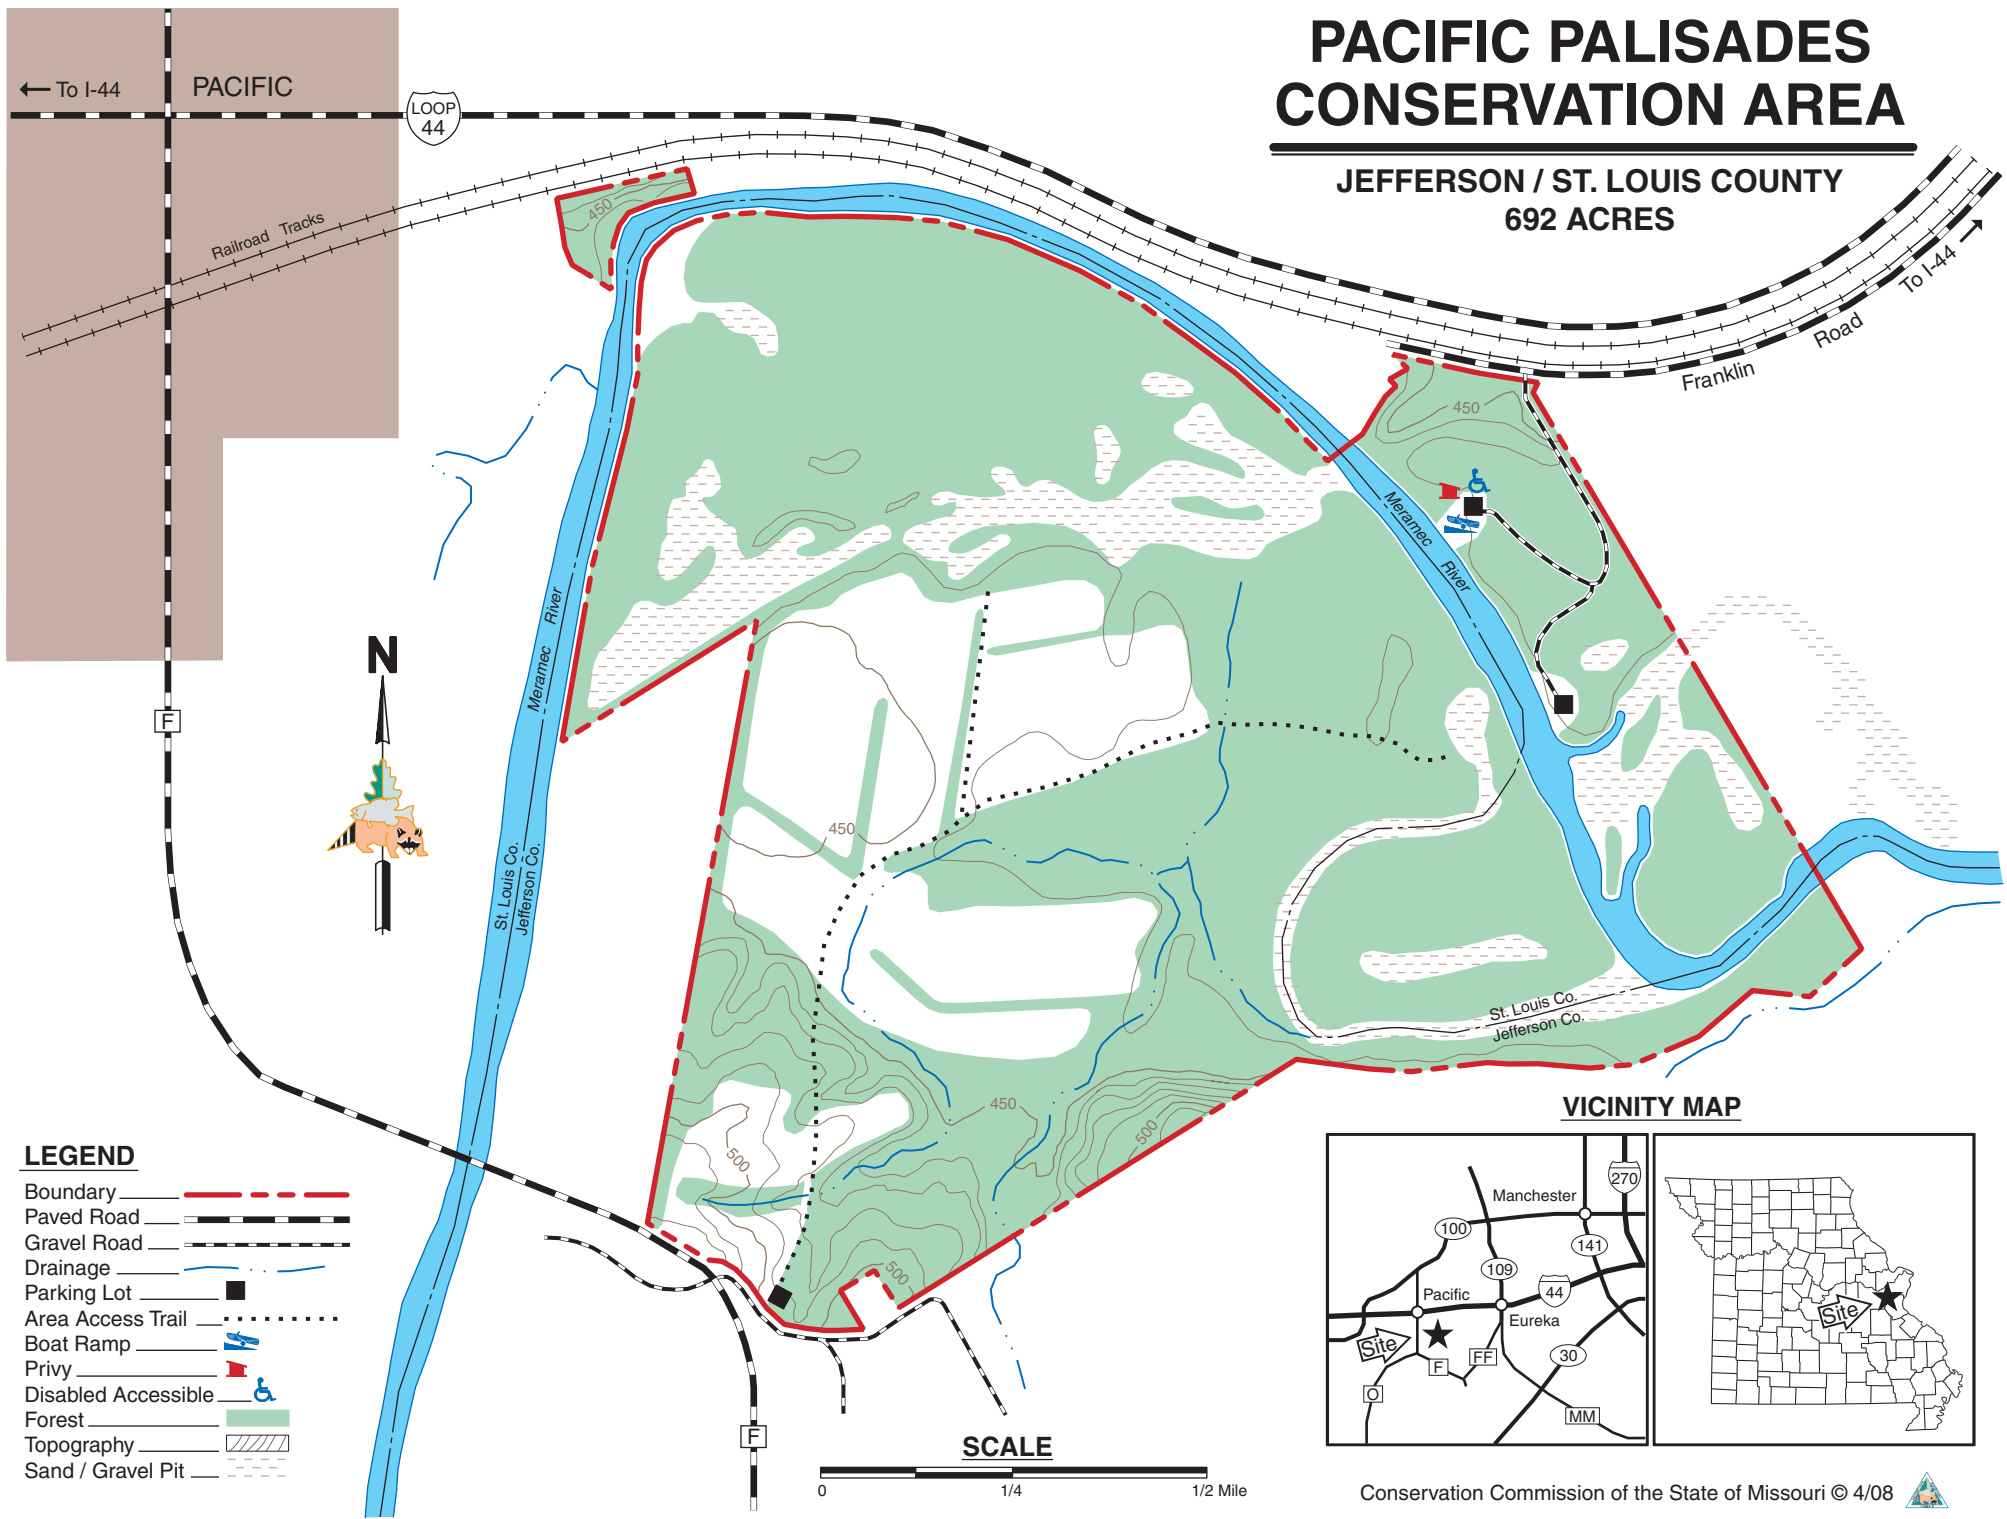 PACIFIC PALISADES
CONSERVATION AREA
JEFFERSON / ST. LOUIS COUNTY
692 ACRES
To I-44
PACIFIC
LOOP
44
Railroad Tracks
450
To I-44
Franklin Road
450
Meramec River
Meramec River
N
F
450
St. Louis Co.
Jefferson Co.
St. Louis Co.
Jefferson Co.
450
500
500
500
F
LEGEND
Boundary
Paved Road
Gravel Road
Drainage
Parking Lot
Area Access Trail
Boat Ramp
Privy
Disabled Accessible
Forest
Topography
Sand / Gravel Pit
SCALE
0 1/4 1/2 Mile
VICINITY MAP
270
Manchester
100
141
109
44
Pacific
Eureka
Site
F
FF
30
O
MM
Site
Conservation Commission of the State of Missouri © 4/08